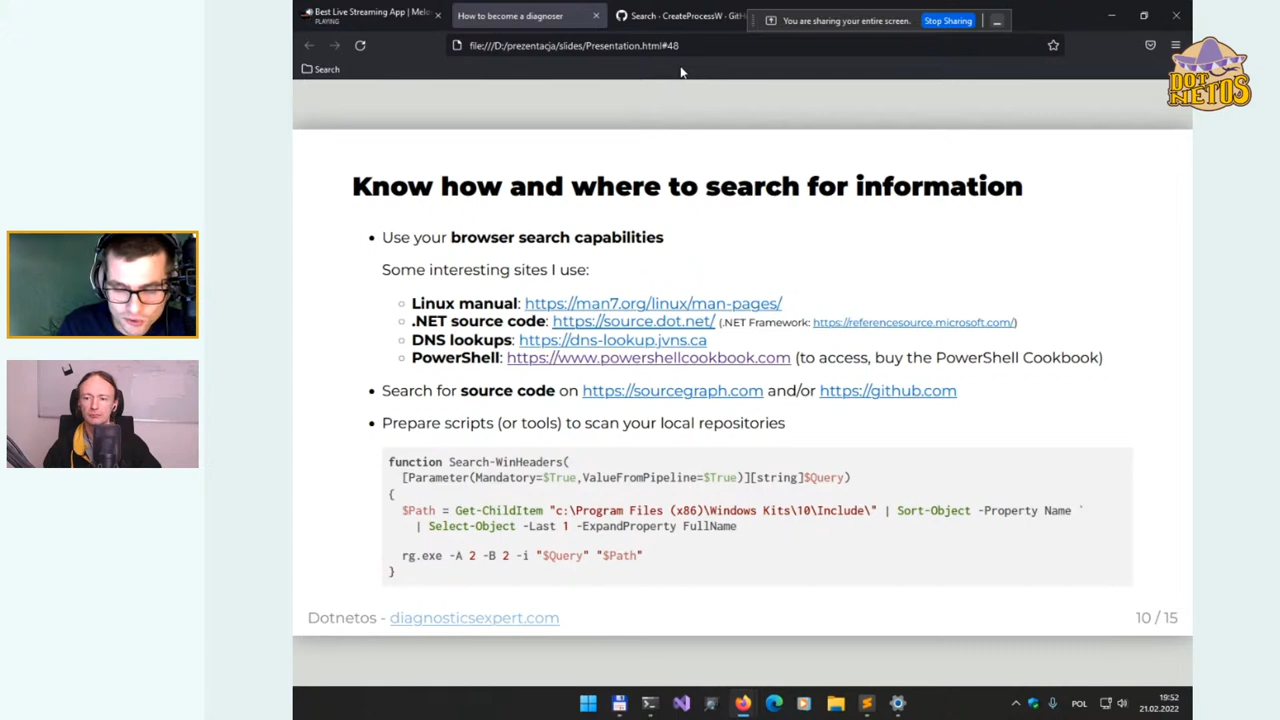 Best Live Streaming App | Melo
PLAYING
How to become a diagnoser
Search · CreateProcessW · GitH
You are sharing your entire screen.
Stop Sharing
file:///D:/prezentacja/slides/Presentation.html#48
Search
DOT
NETOS
Know how and where to search for information
• Use your browser search capabilities
Some interesting sites I use:
○ Linux manual: https://man7.org/linux/man-pages/
○ .NET source code: https://source.dot.net/ (.NET Framework: https://referencesource.microsoft.com/)
○ DNS lookups: https://dns-lookup.jvns.ca
○ PowerShell: https://www.powershellcookbook.com (to access, buy the PowerShell Cookbook)
• Search for source code on https://sourcegraph.com and/or https://github.com
• Prepare scripts (or tools) to scan your local repositories
function Search-WinHeaders(
[Parameter(Mandatory=$True,ValueFromPipeline=$True)][string]$Query)
{
$Path = Get-ChildItem "c:\Program Files (x86)\Windows Kits\10\Include\" | Sort-Object -Property Name `
| Select-Object -Last 1 -ExpandProperty FullName
rg.exe -A 2 -B 2 -i "$Query" "$Path"
}
Dotnetos - diagnosticsexpert.com
10 / 15
POL
19:52
21.02.2022